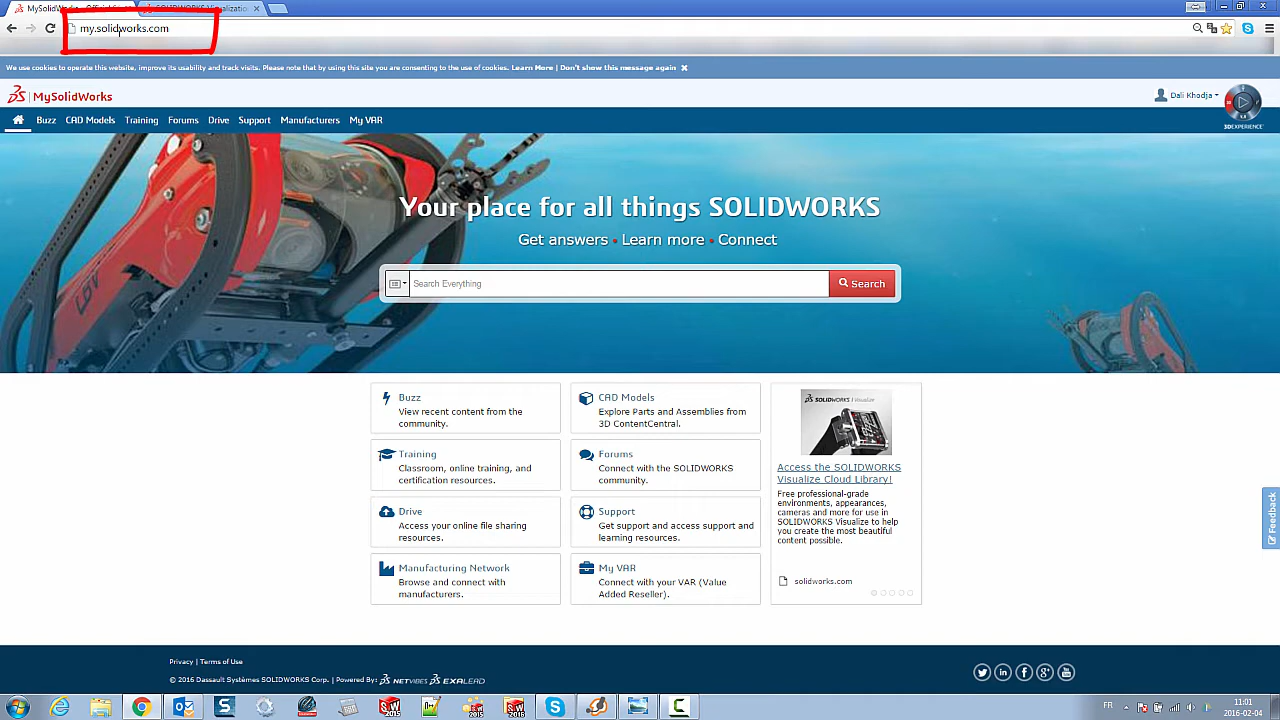 MySolidWorks - Official S
SOLIDWORKS Visualizatio
my.solidworks.com
We use cookies to operate this website, improve its usability and track visits. Please note that by using this site you are consenting to the use of cookies. Learn More | Don't show this message again ✖
MySolidWorks
Dali Khodja
3DEXPERIENCE
Buzz CAD Models Training Forums Drive Support Manufacturers My VAR
Your place for all things SOLIDWORKS
Get answers • Learn more • Connect
Search Everything
Search
Buzz
View recent content from the
community.
CAD Models
Explore Parts and Assemblies from
3D ContentCentral.
Training
Classroom, online training, and
certification resources.
Forums
Connect with the SOLIDWORKS
community.
Drive
Access your online file sharing
resources.
Support
Get support and access support and
learning resources.
Manufacturing Network
Browse and connect with
manufacturers.
My VAR
Connect with your VAR (Value
Added Reseller).
SOLIDWORKS | Visualize
Access the SOLIDWORKS
Visualize Cloud Library!
Free professional-grade
environments, appearances,
cameras and more for use in
SOLIDWORKS Visualize to help
you create the most beautiful
content possible.
solidworks.com
Feedback
Privacy | Terms of Use
© 2016 Dassault Systèmes SOLIDWORKS Corp. | Powered By: NETVIBES EXALEAD
2015
2015
2016
FR
11:01
2016-02-04